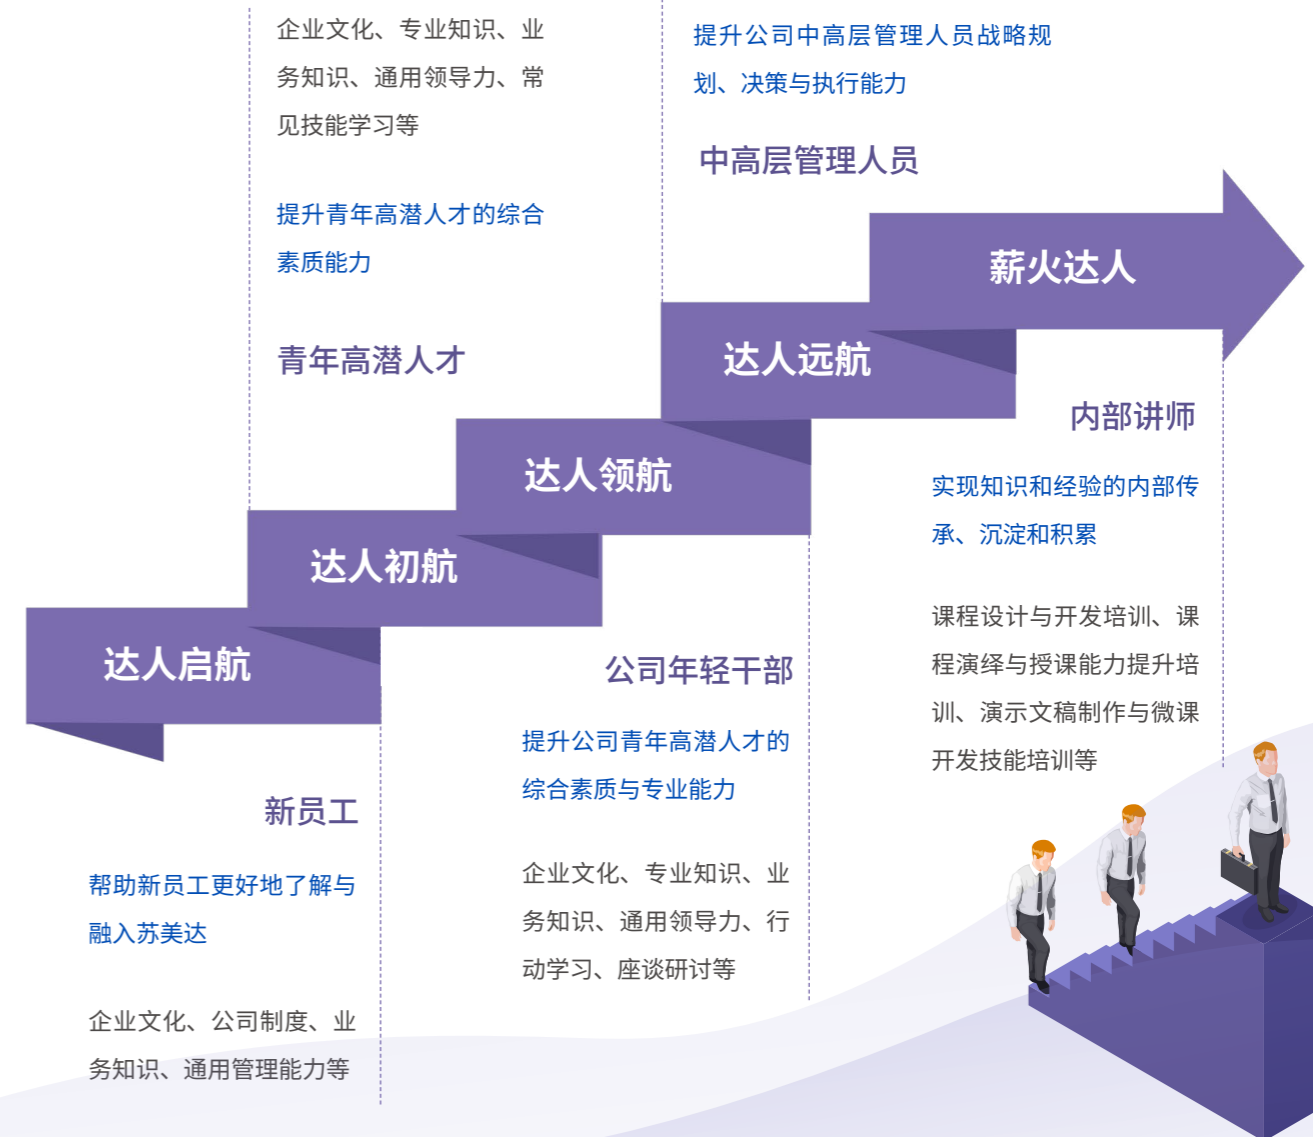 企业文化、专业知识、业
务知识、通用领导力、常
见技能学习等
提升青年高潜人才的综合
素质能力
青年高潜人才
提升公司中高层管理人员战略规
划、决策与执行能力
中高层管理人员
薪火达人
达人远航
达人领航
达人初航
达人启航
新员工
帮助新员工更好地了解与
融入苏美达
企业文化、公司制度、业
务知识、通用管理能力等
公司年轻干部
提升公司青年高潜人才的
综合素质与专业能力
企业文化、专业知识、业
务知识、通用领导力、行
动学习、座谈研讨等
内部讲师
实现知识和经验的内部传
承、沉淀和积累
课程设计与开发培训、课
程演绎与授课能力提升培
训、演示文稿制作与微课
开发技能培训等